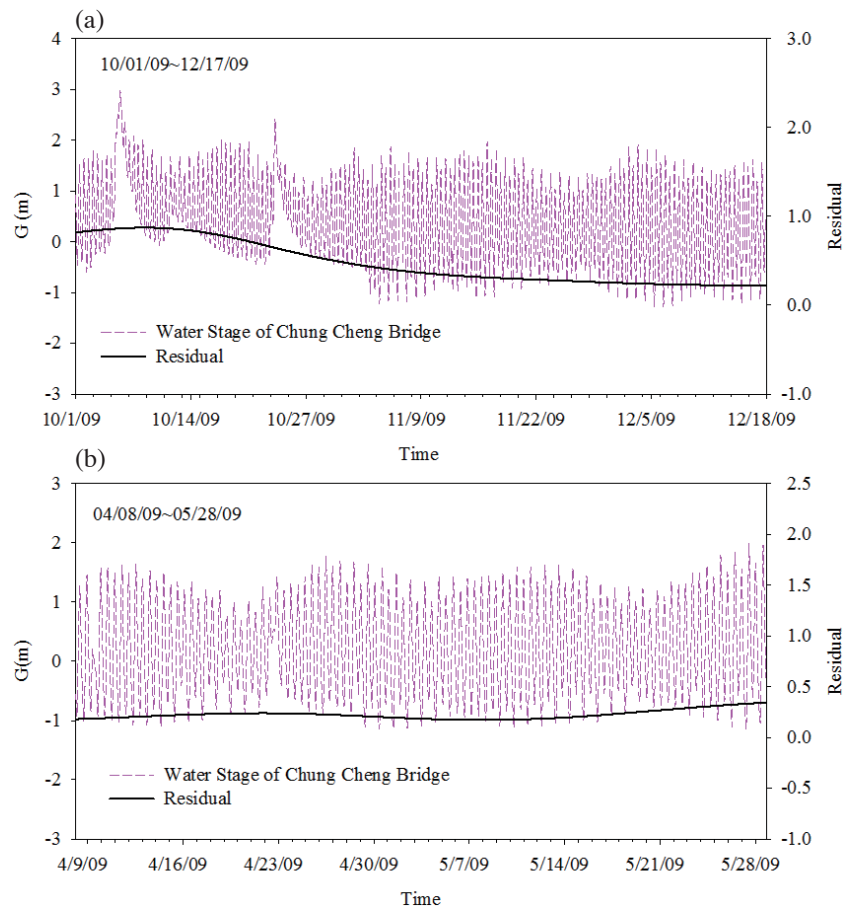 (a)
4
3
2
1
0
-1
-2
-3
G (m)
10/01/09~12/17/09
Water Stage of Chung Cheng Bridge
Residual
3.0
2.0
1.0
0.0
-1.0
Residual
10/1/09 10/14/09 10/27/09 11/9/09 11/22/09 12/5/09 12/18/09
Time
(b)
3
2
1
0
-1
-2
-3
G(m)
04/08/09~05/28/09
Water Stage of Chung Cheng Bridge
Residual
2.5
2.0
1.5
1.0
0.5
0.0
-0.5
-1.0
Residual
4/9/09 4/16/09 4/23/09 4/30/09 5/7/09 5/14/09 5/21/09 5/28/09
Time